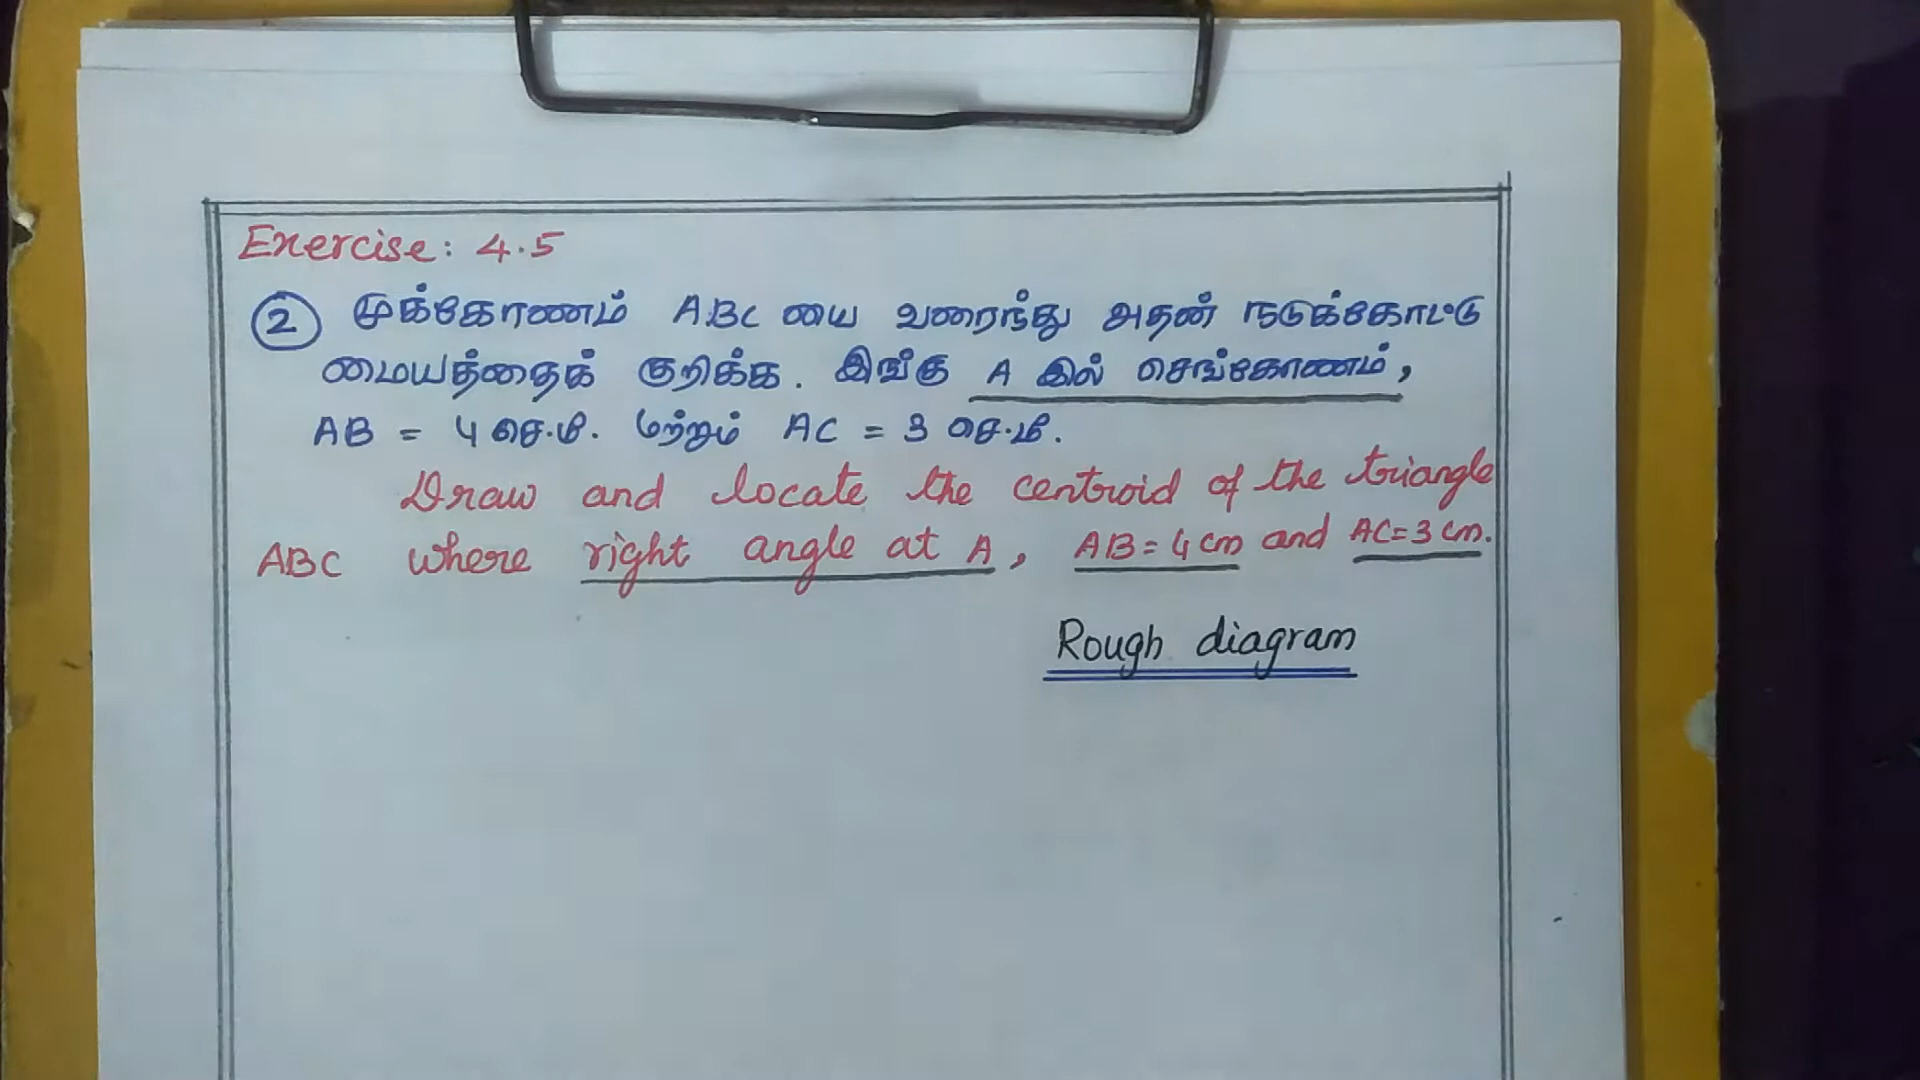 Exercise: 4.5
② முக்கோணம் ABC யை வரைந்து அதன் நடுக்கோட்டு
மையத்தைக் குறிக்க. இங்கு A இல் செங்கோணம்,
AB = 4 செ.மீ. மற்றும் AC = 3 செ.மீ.
Draw and locate the centroid of the triangle
ABC where right angle at A, AB = 4 cm and AC = 3 cm.
Rough diagram